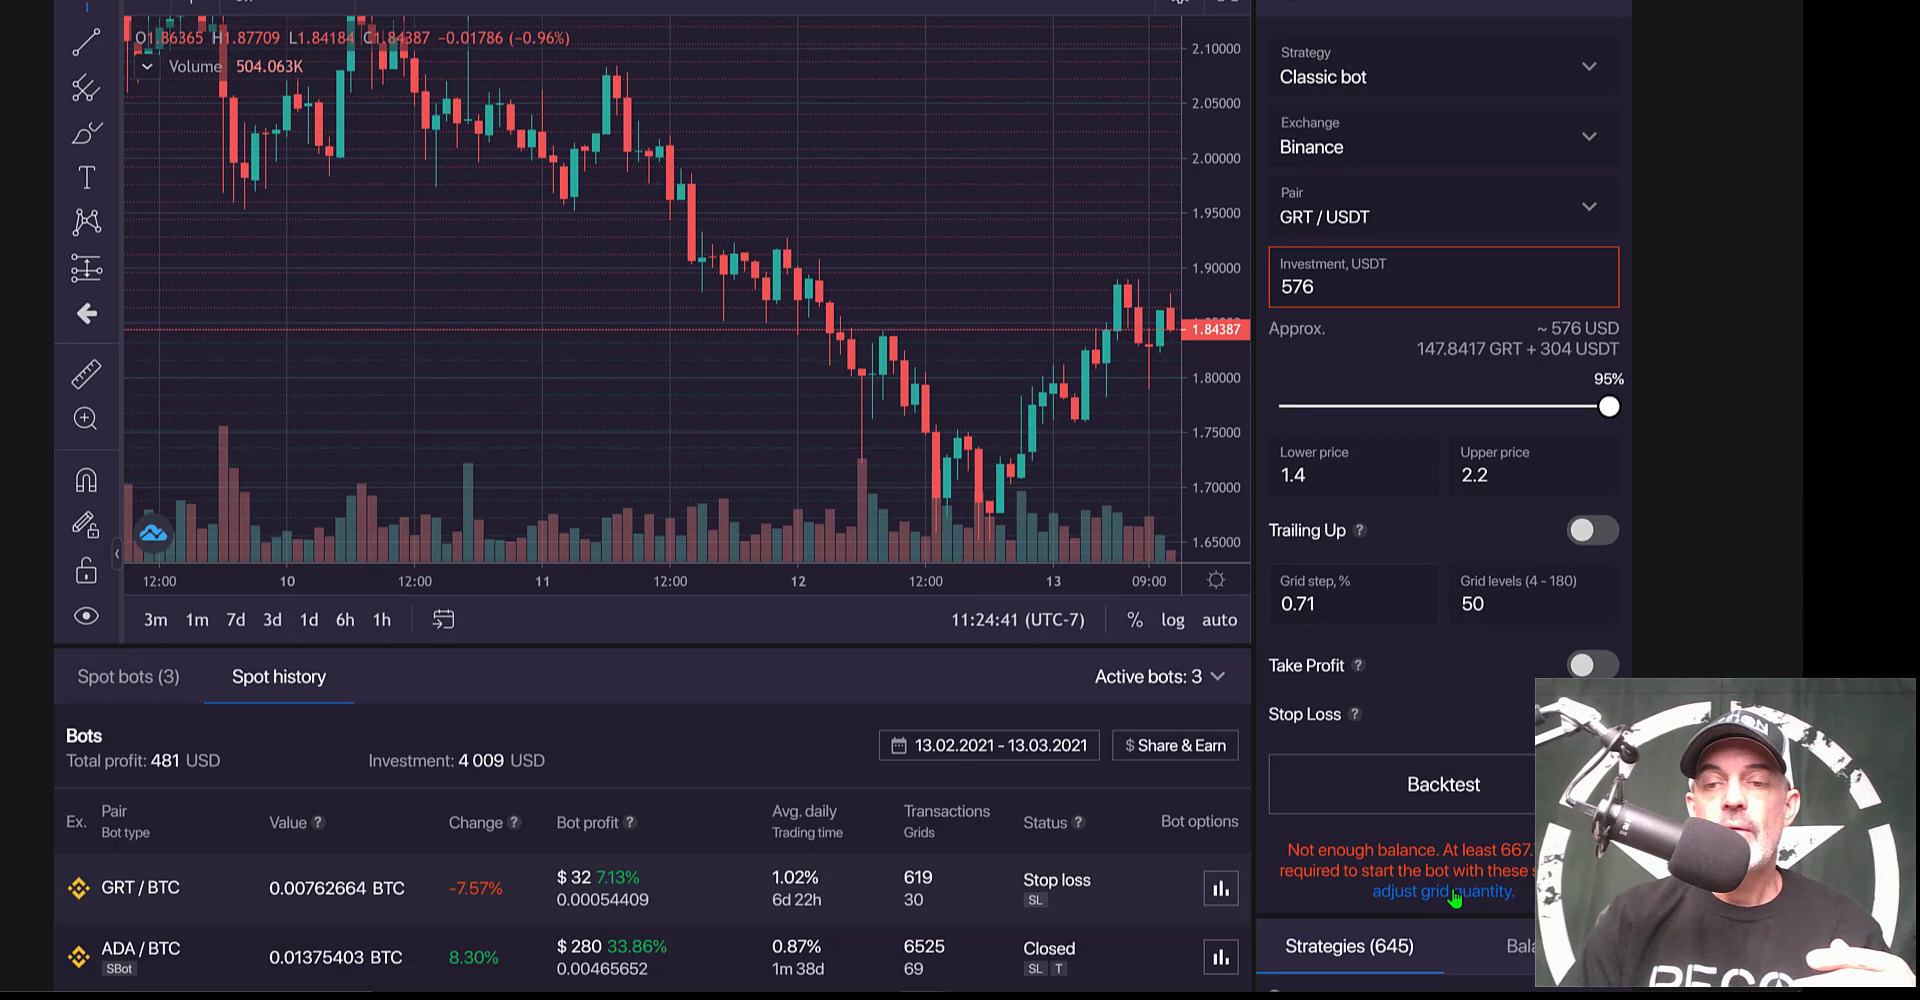 O1.86365 H1.87709 L1.84184 C1.84387 −0.01786 (−0.96%)
Volume 504.063K
2.10000
2.05000
2.00000
1.95000
1.90000
1.84387
1.80000
1.75000
1.70000
1.65000
12:00 10 12:00 11 12:00 12 12:00 13 09:00
3m 1m 7d 3d 1d 6h 1h 11:24:41 (UTC-7) % log auto
Strategy
Classic bot
Exchange
Binance
Pair
GRT / USDT
Investment, USDT
576
Approx. ~ 576 USD
147.8417 GRT + 304 USDT
95%
Lower price Upper price
1.4 2.2
Trailing Up ?
Grid step, % Grid levels (4 - 180)
0.71 50
Take Profit ?
Stop Loss ?
Backtest
Not enough balance. At least 667.
required to start the bot with these
adjust grid quantity.
Strategies (645)
Spot bots (3) Spot history Active bots: 3
Bots
Total profit: 481 USD Investment: 4 009 USD
13.02.2021 - 13.03.2021 $ Share & Earn
Ex. Pair Value ? Change ? Bot profit ? Avg. daily Transactions Status ? Bot options
Bot type Trading time Grids
GRT / BTC 0.00762664 BTC -7.57% $ 32 7.13% 1.02% 619 Stop loss
0.00054409 6d 22h 30 SL
ADA / BTC 0.01375403 BTC 8.30% $ 280 33.86% 0.87% 6525 Closed
SBot 0.00465652 1m 38d 69 SL T